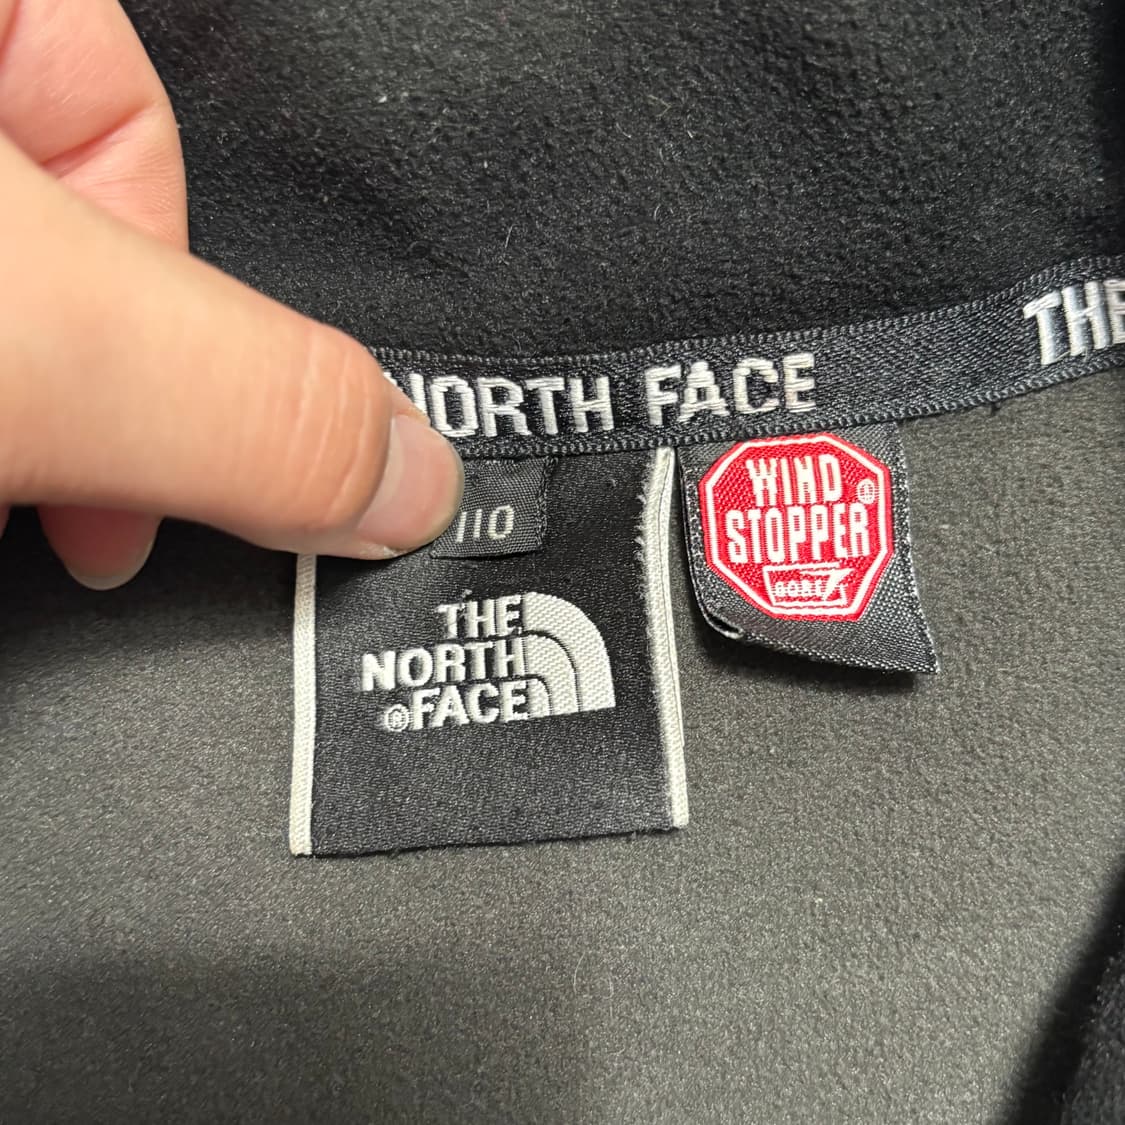 NORTH FACE
THE
110
THE
NORTH
®FACE
WIND
STOPPER®
GORE